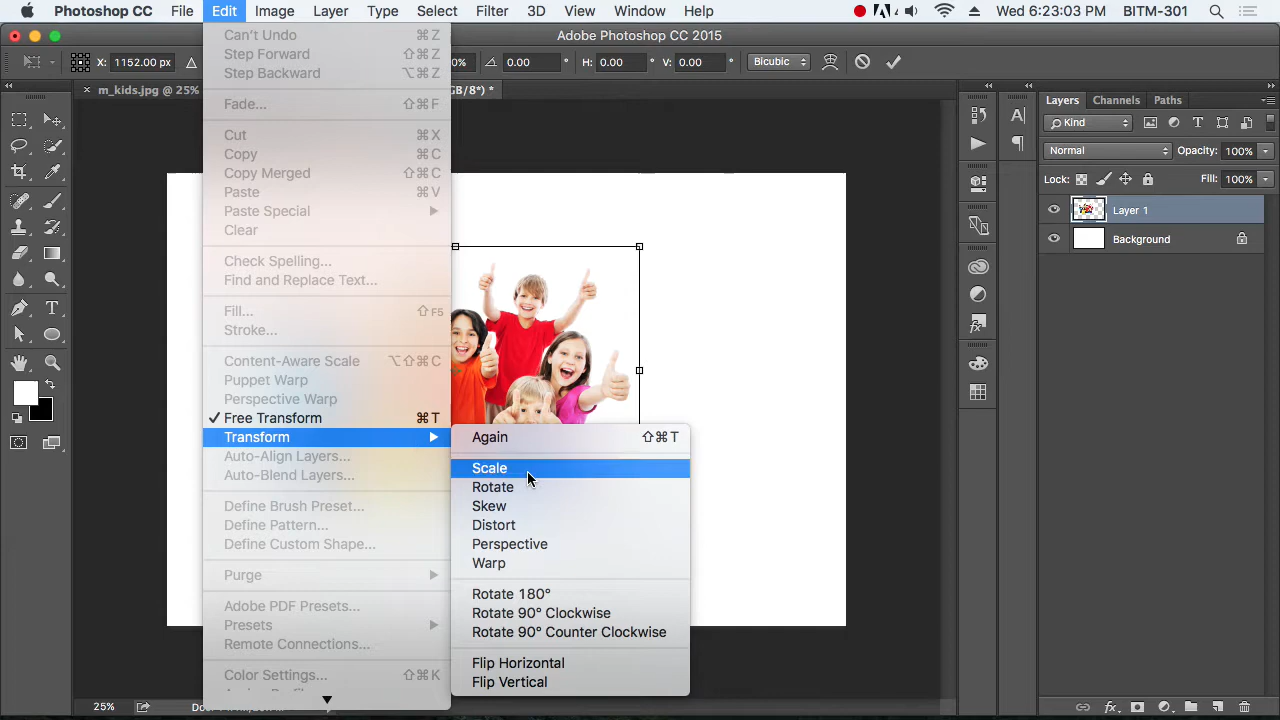 Photoshop CC File Edit Image Layer Type Select Filter 3D View Window Help Wed 6:23:03 PM BITM-301
Adobe Photoshop CC 2015
X: 1152.00 px 0% 0.00 ° H: 0.00 ° V: 0.00 ° Bicubic
× m_kids.jpg @ 25% RGB/8*) *
Can't Undo ⌘Z
Step Forward ⇧⌘Z
Step Backward ⌥⌘Z
Fade... ⇧⌘F
Cut ⌘X
Copy ⌘C
Copy Merged ⇧⌘C
Paste ⌘V
Paste Special
Clear
Check Spelling...
Find and Replace Text...
Fill... ⇧F5
Stroke...
Content-Aware Scale ⌥⇧⌘C
Puppet Warp
Perspective Warp
✓ Free Transform ⌘T
Transform
Auto-Align Layers...
Auto-Blend Layers...
Define Brush Preset...
Define Pattern...
Define Custom Shape...
Purge
Adobe PDF Presets...
Presets
Remote Connections...
Color Settings... ⇧⌘K
Again ⇧⌘T
Scale
Rotate
Skew
Distort
Perspective
Warp
Rotate 180°
Rotate 90° Clockwise
Rotate 90° Counter Clockwise
Flip Horizontal
Flip Vertical
Layers Channels Paths
Kind
Normal Opacity: 100%
Lock: Fill: 100%
Layer 1
Background
25%